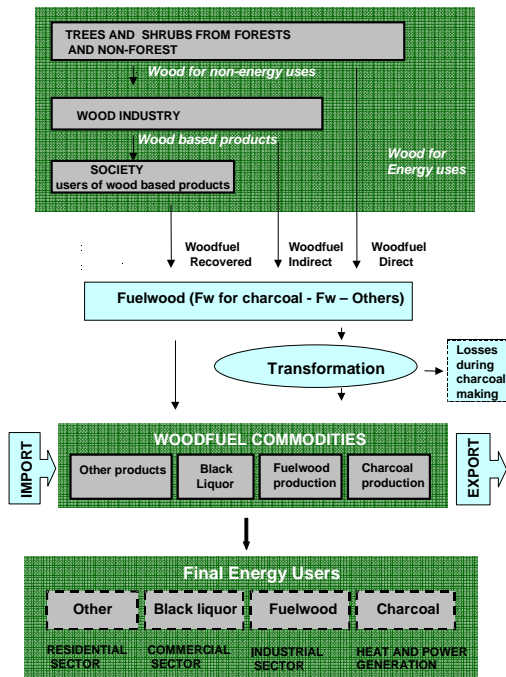 TREES AND SHRUBS FROM FORESTS
AND NON-FOREST
Wood for non-energy uses
WOOD INDUSTRY
Wood based products
SOCIETY
users of wood based products
Wood for
Energy uses
Woodfuel
Recovered
Woodfuel
Indirect
Woodfuel
Direct
Fuelwood (Fw for charcoal - Fw – Others)
Transformation
Losses
during
charcoal
making
IMPORT
WOODFUEL COMMODITIES
Other products
Black
Liquor
Fuelwood
production
Charcoal
production
EXPORT
Final Energy Users
Other
Black liquor
Fuelwood
Charcoal
RESIDENTIAL
SECTOR
COMMERCIAL
SECTOR
INDUSTRIAL
SECTOR
HEAT AND POWER
GENERATION